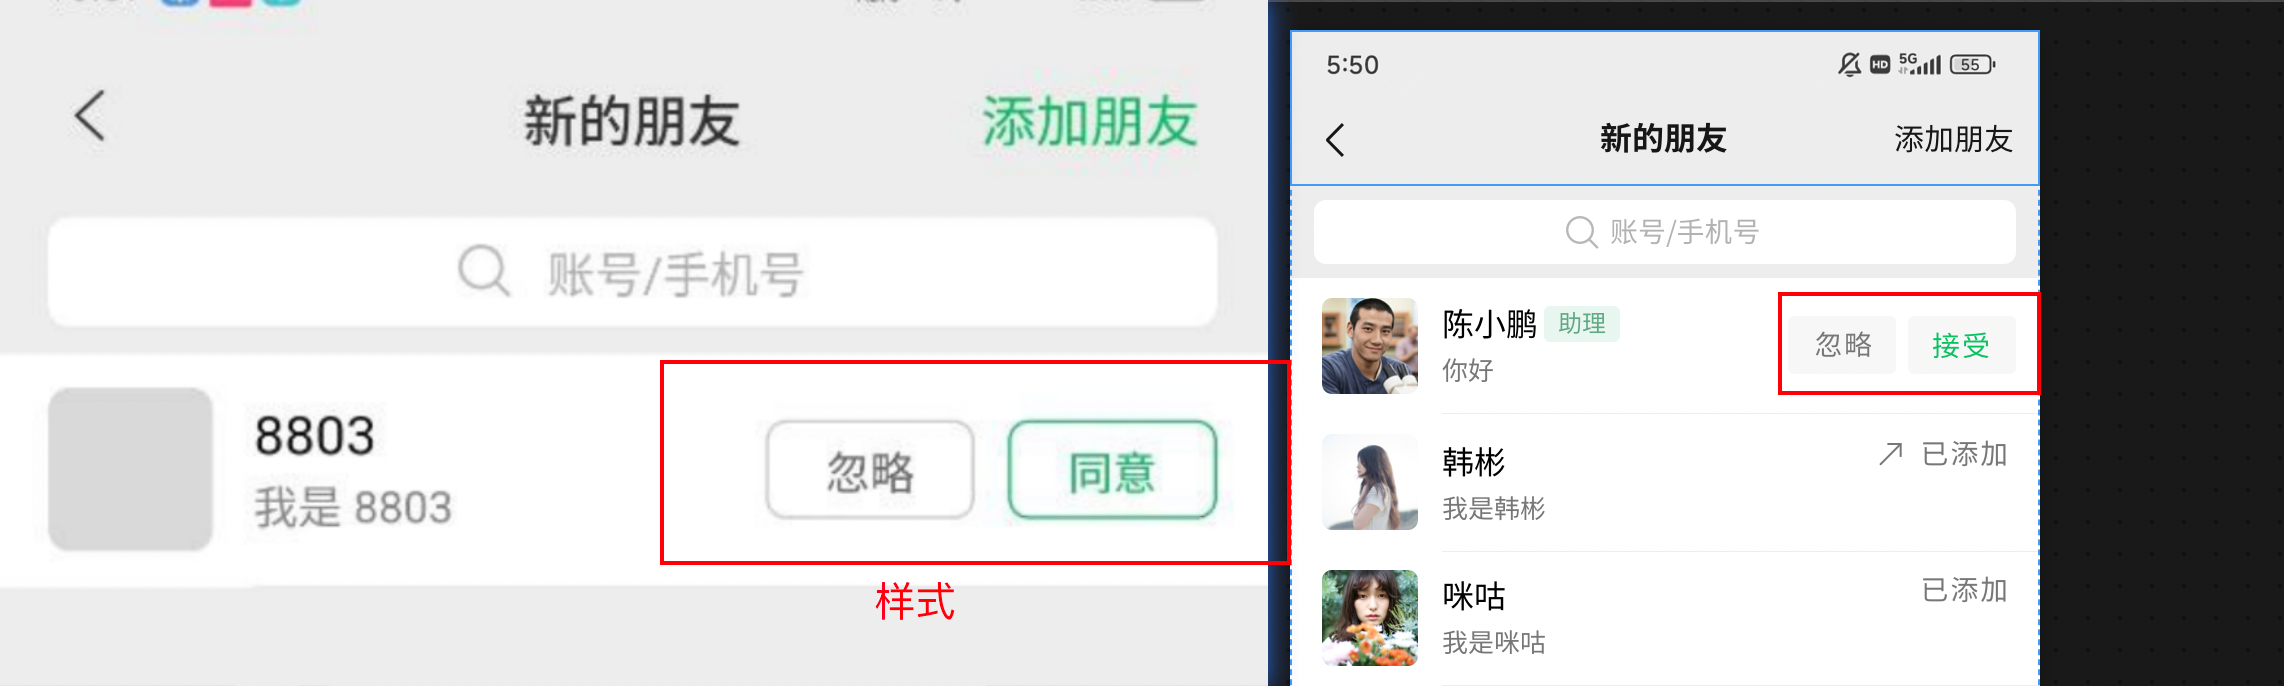 新的朋友
添加朋友
账号/手机号
8803
我是 8803
忽略
同意
样式
5:50
HD
5G
55
新的朋友
添加朋友
账号/手机号
陈小鹏
助理
你好
忽略
接受
韩彬
我是韩彬
已添加
咪咕
我是咪咕
已添加